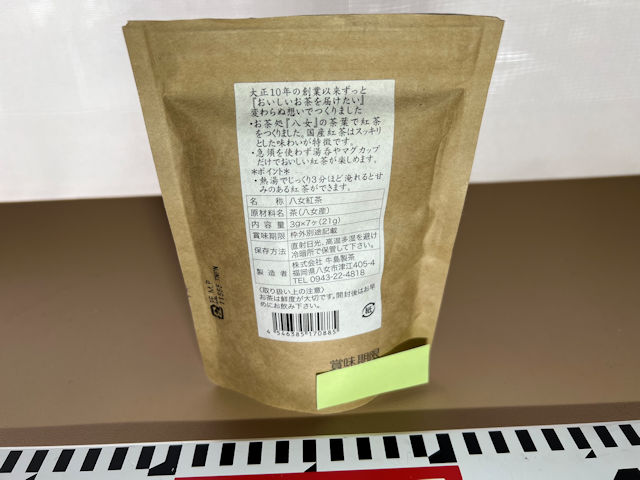 大正10年の創業以来ずっと
『おいしいお茶を届けたい』
変わらぬ想いでつくりました
・お茶処『八女』の茶葉で紅茶
をつくりました。国産紅茶はスッキリ
とした味わいが特徴です。
・急須を使わず湯呑やマグカップ
だけでおいしい紅茶が楽しめます。
*ポイント*
・熱湯でじっくり3分ほど淹れると甘
みのある紅茶ができます。
名 称 八女紅茶
原材料名 茶(八女産)
内 容 量 3g×7ヶ(21g)
賞味期限 枠外別途記載
保存方法 直射日光、高温多湿を避け
冷暗所で保管して下さい。
製 造 者 株式会社 牛島製茶
福岡県八女市津江405-4
TEL 0943-22-4818
〈取り扱い上の注意〉
お茶は鮮度が大切です。開封後はお早
めにお飲み下さい。
紙
4 546385 170885
賞味期限